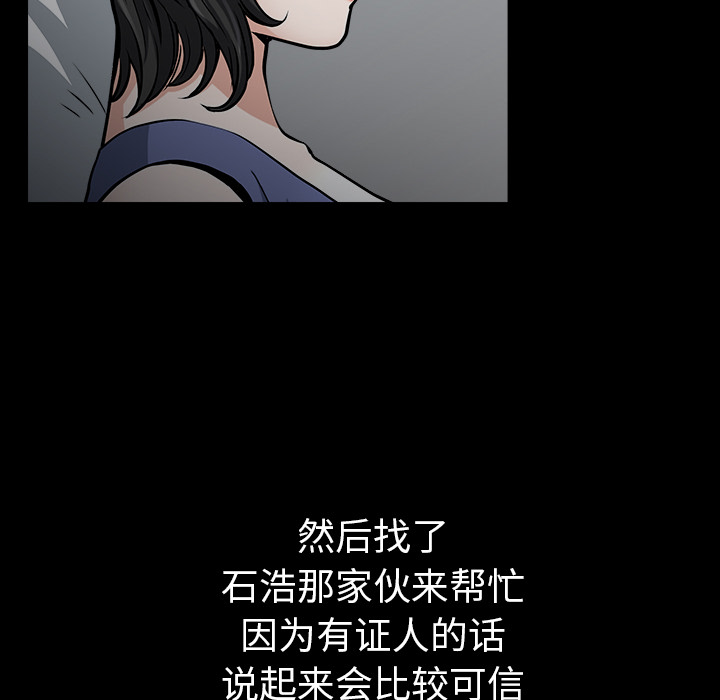 然后找了
石浩那家伙来帮忙
因为有证人的话
说起来会比较可信